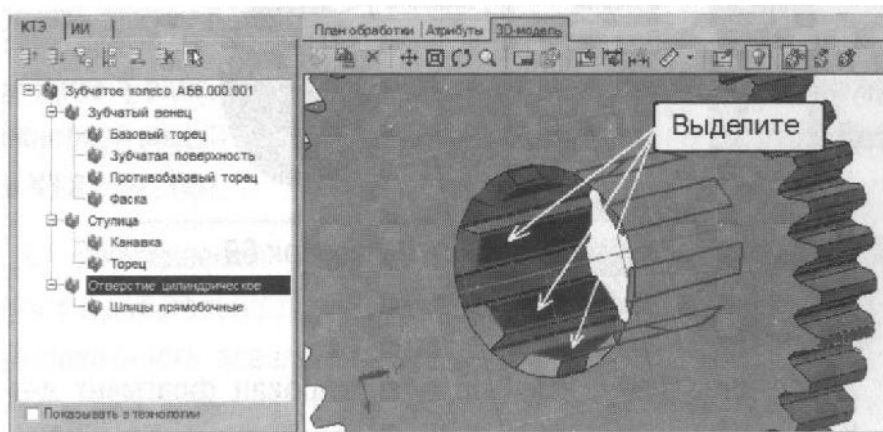 КТЭ ИИ
План обработки Атрибуты 3D-модель
Зубчатое колесо АБВ.000.001
Зубчатый венец
Базовый торец
Зубчатая поверхность
Противобазовый торец
Фаска
Ступица
Канавка
Торец
Отверстие цилиндрическое
Шлицы прямобочные
Показывать в технологии
Выделите